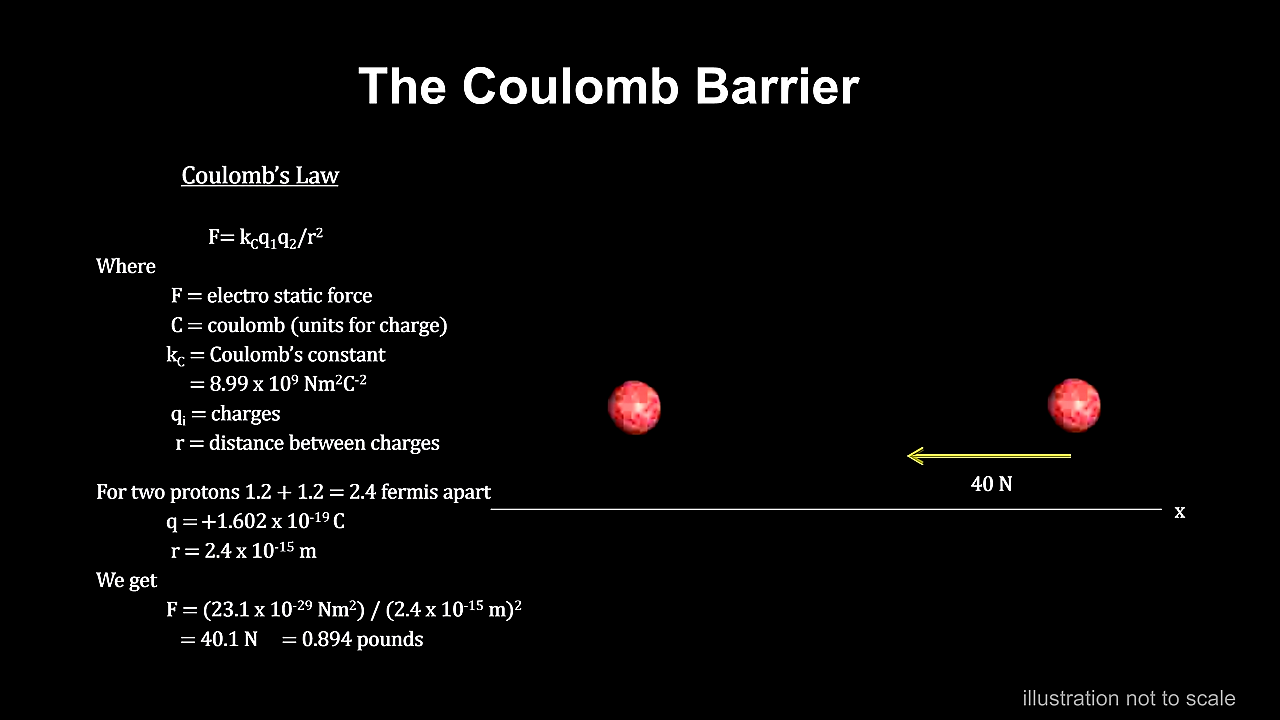 The Coulomb Barrier
Coulomb's Law
F= k_Cq₁q₂/r²
Where
F = electro static force
C = coulomb (units for charge)
k_C = Coulomb's constant
= 8.99 x 10⁹ Nm²C⁻²
qᵢ = charges
r = distance between charges
For two protons 1.2 + 1.2 = 2.4 fermis apart
q = +1.602 x 10⁻¹⁹ C
r = 2.4 x 10⁻¹⁵ m
We get
F = (23.1 x 10⁻²⁹ Nm²) / (2.4 x 10⁻¹⁵ m)²
= 40.1 N = 0.894 pounds
40 N
x
illustration not to scale